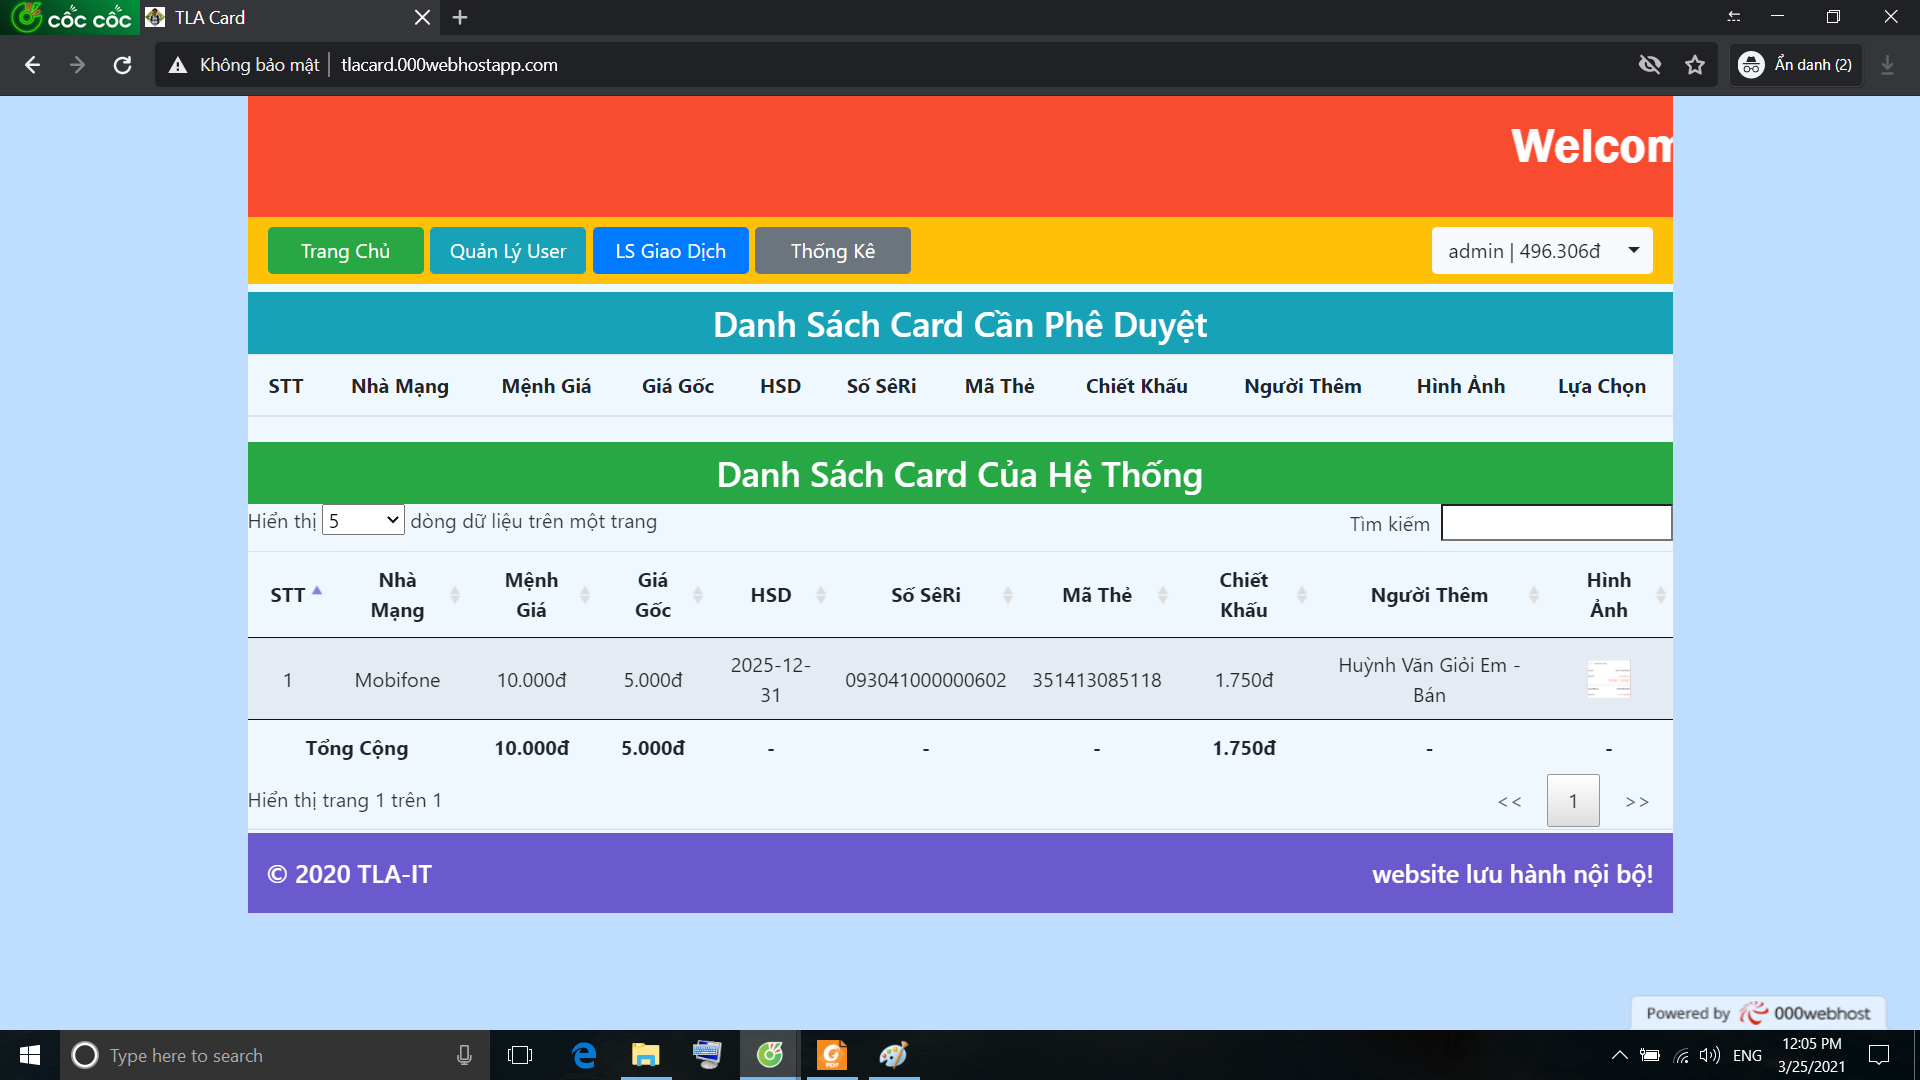 cốc cốc
TLA Card
Không bảo mật
tlacard.000webhostapp.com
Ẩn danh (2)
Welcom
Trang Chủ
Quản Lý User
LS Giao Dịch
Thống Kê
admin | 496.306đ
Danh Sách Card Cần Phê Duyệt
STT Nhà Mạng Mệnh Giá Giá Gốc HSD Số SêRi Mã Thẻ Chiết Khấu Người Thêm Hình Ảnh Lựa Chọn
Danh Sách Card Của Hệ Thống
Hiển thị 5 dòng dữ liệu trên một trang
Tìm kiếm
STT Nhà Mạng Mệnh Giá Giá Gốc HSD Số SêRi Mã Thẻ Chiết Khấu Người Thêm Hình Ảnh
1 Mobifone 10.000đ 5.000đ 2025-12-31 093041000000602 351413085118 1.750đ Huỳnh Văn Giỏi Em - Bán
Tổng Cộng 10.000đ 5.000đ - - - 1.750đ - -
Hiển thị trang 1 trên 1
<< 1 >>
© 2020 TLA-IT
website lưu hành nội bộ!
Powered by 000webhost
Type here to search
PDF
ENG
12:05 PM
3/25/2021